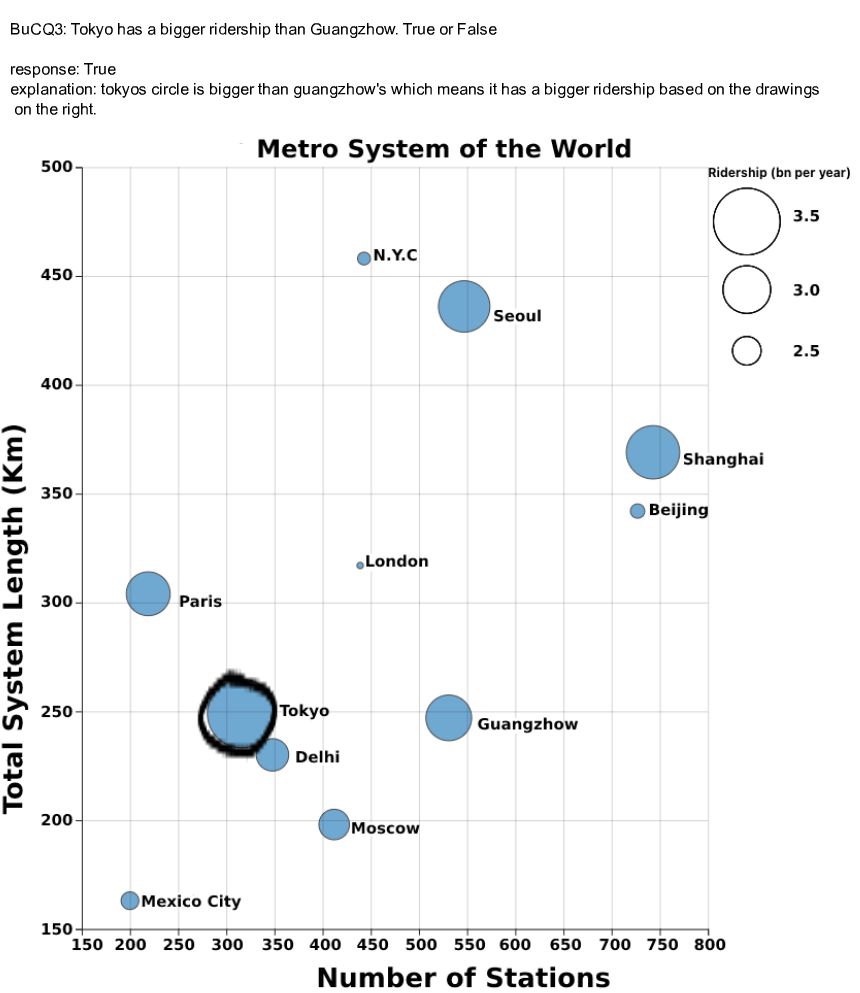 BuCQ3: Tokyo has a bigger ridership than Guangzhow. True or False
response: True
explanation: tokyos circle is bigger than guangzhow's which means it has a bigger ridership based on the drawings
on the right.
Metro System of the World
Ridership (bn per year)
3.5
3.0
2.5
500
450
400
350
300
250
200
150
Total System Length (Km)
N.Y.C
Seoul
Shanghai
Beijing
London
Paris
Tokyo
Guangzhow
Delhi
Moscow
Mexico City
150 200 250 300 350 400 450 500 550 600 650 700 750 800
Number of Stations